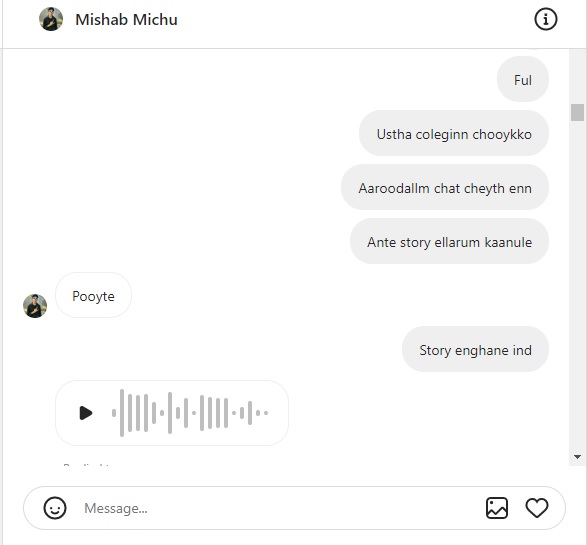 Mishab Michu
Ful
Ustha coleginn chooykko
Aaroodallm chat cheyth enn
Ante story ellarum kaanule
Pooyte
Story enghane ind
Message...